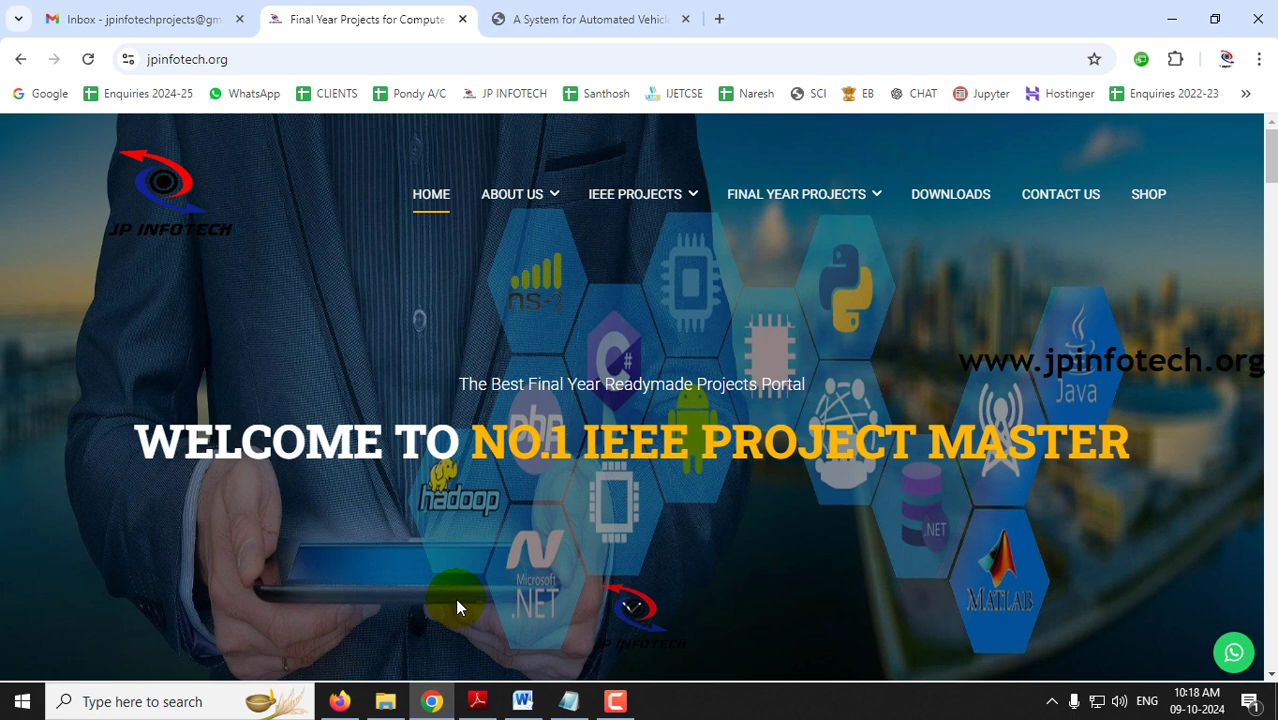 Inbox - jpinfotechprojects@gm
Final Year Projects for Compute
A System for Automated Vehicl
jpinfotech.org
Google
Enquiries 2024-25
WhatsApp
CLIENTS
Pondy A/C
JP INFOTECH
Santhosh
IJETCSE
Naresh
SCI
EB
CHAT
Jupyter
Hostinger
Enquiries 2022-23
»
JP INFOTECH
HOME
ABOUT US
IEEE PROJECTS
FINAL YEAR PROJECTS
DOWNLOADS
CONTACT US
SHOP
ns-2
C#
www.jpinfotech.org
Java
The Best Final Year Readymade Projects Portal
php
WELCOME TO NO.1 IEEE PROJECT MASTER
hadoop
.NET
Microsoft
.NET
MATLAB
JP INFOTECH
Type here to search
ENG
10:18 AM
09-10-2024
1